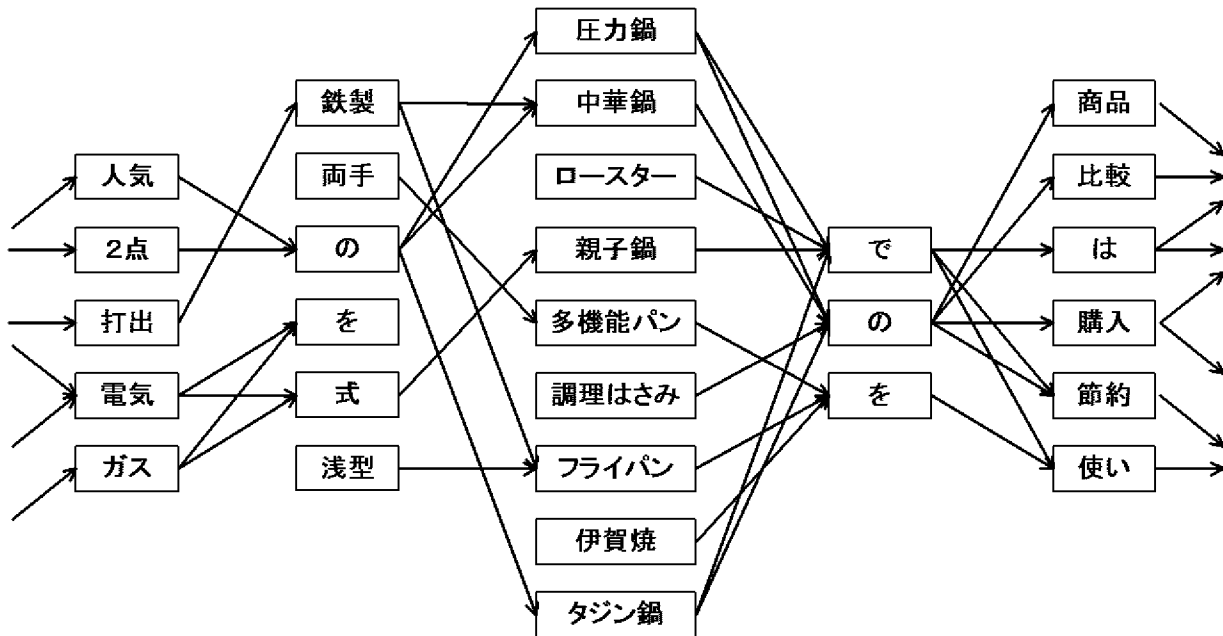 人気
2点
打出
電気
ガス
鉄製
両手
の
を
式
浅型
圧力鍋
中華鍋
ロースター
親子鍋
多機能パン
調理はさみ
フライパン
伊賀焼
タジン鍋
で
の
を
商品
比較
は
購入
節約
使い